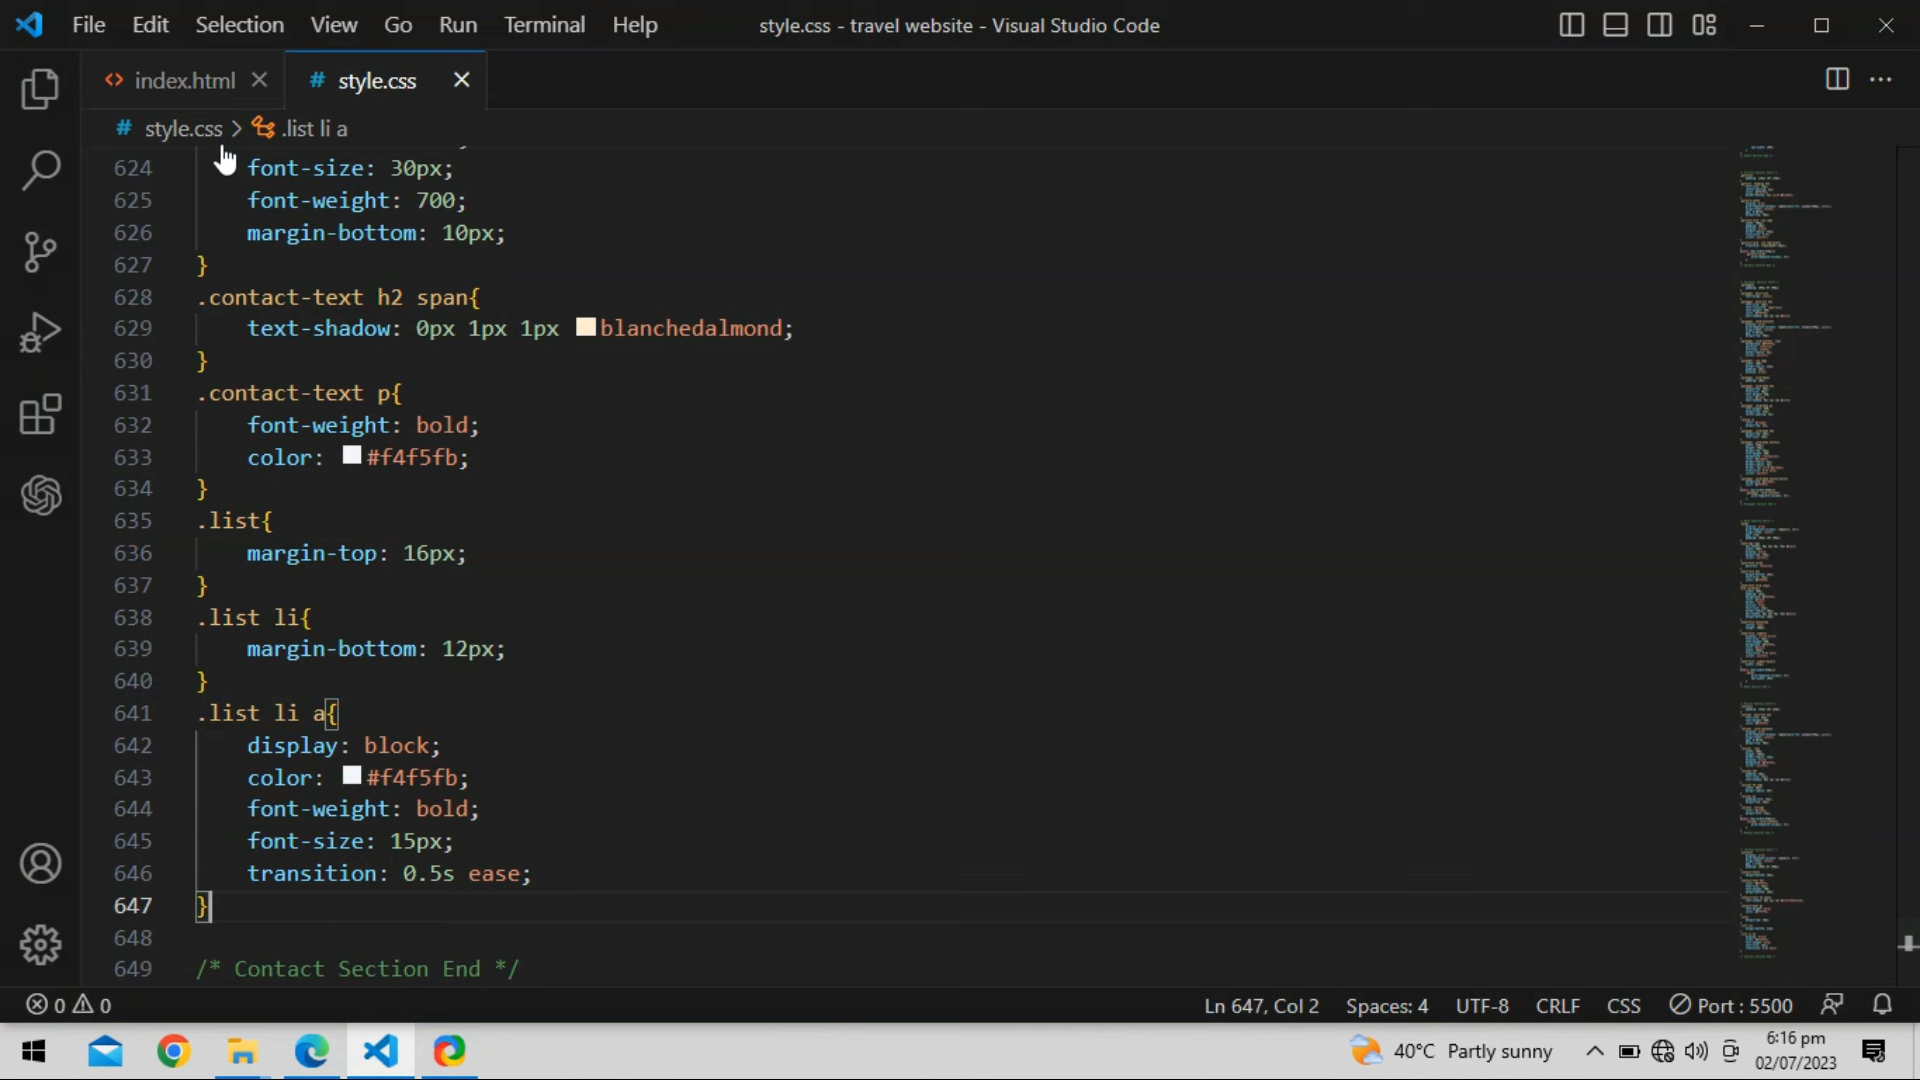 File Edit Selection View Go Run Terminal Help
style.css - travel website - Visual Studio Code
<> index.html
# style.css
# style.css > .list li a
624 font-size: 30px;
625 font-weight: 700;
626 margin-bottom: 10px;
627 }
628 .contact-text h2 span{
629 text-shadow: 0px 1px 1px blanchedalmond;
630 }
631 .contact-text p{
632 font-weight: bold;
633 color: #f4f5fb;
634 }
635 .list{
636 margin-top: 16px;
637 }
638 .list li{
639 margin-bottom: 12px;
640 }
641 .list li a{
642 display: block;
643 color: #f4f5fb;
644 font-weight: bold;
645 font-size: 15px;
646 transition: 0.5s ease;
647 }
648
649 /* Contact Section End */
0 0
Ln 647, Col 2 Spaces: 4 UTF-8 CRLF CSS Port : 5500
40°C Partly sunny
6:16 pm
02/07/2023